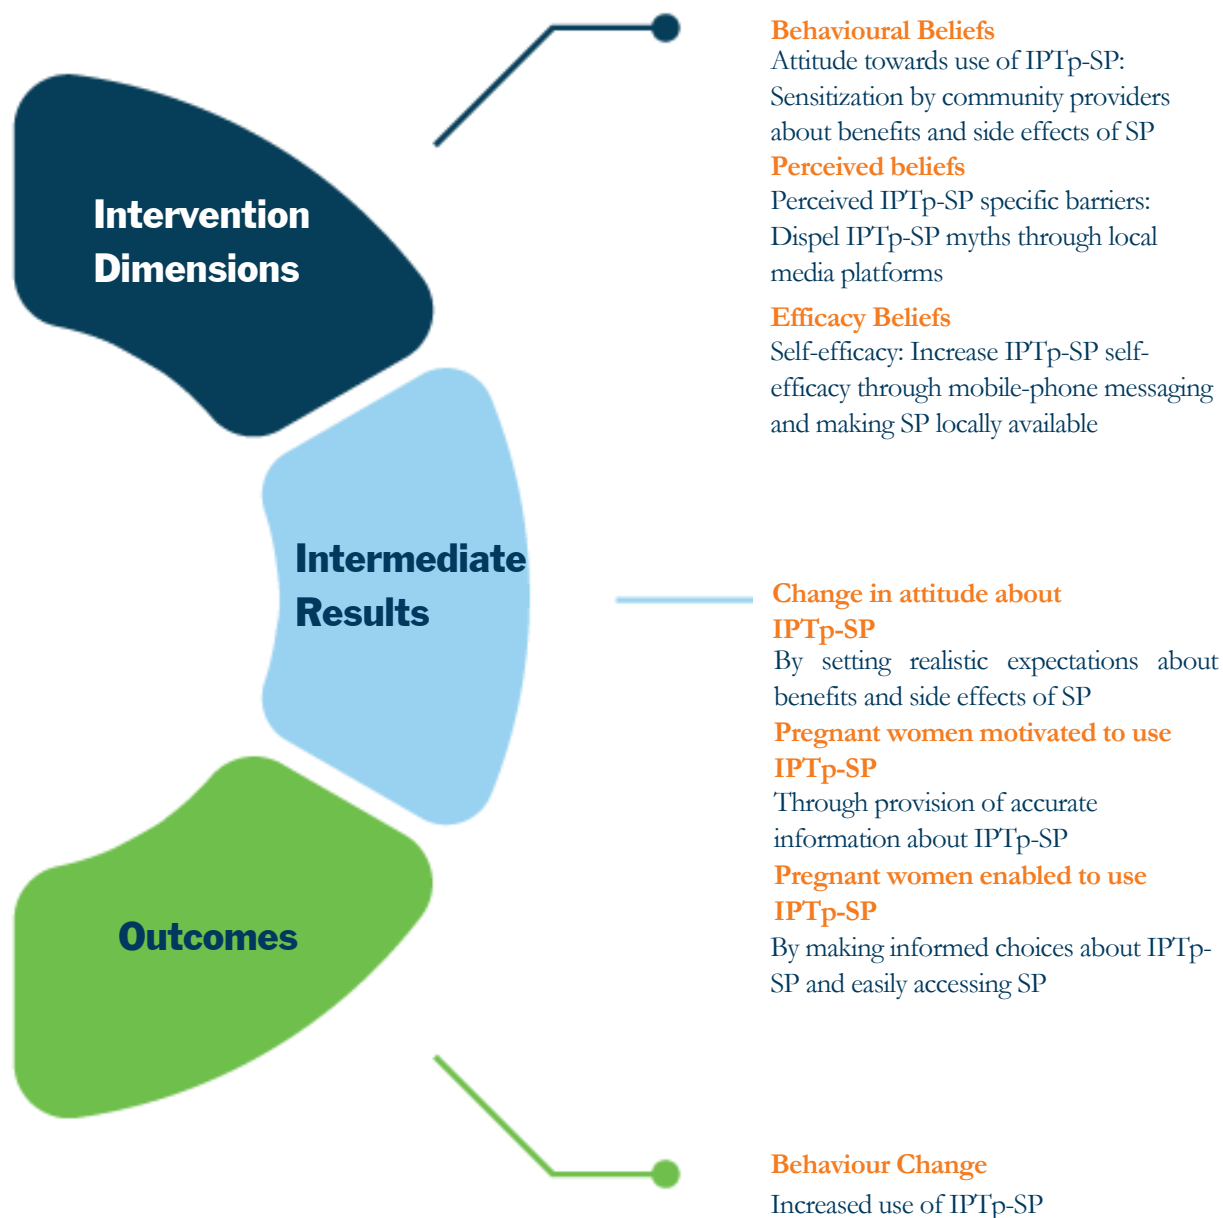 Behavioural Beliefs
Attitude towards use of IPTp-SP:
Sensitization by community providers
about benefits and side effects of SP
Perceived beliefs
Perceived IPTp-SP specific barriers:
Dispel IPTp-SP myths through local
media platforms
Efficacy Beliefs
Self-efficacy: Increase IPTp-SP self-
efficacy through mobile-phone messaging
and making SP locally available
Intervention
Dimensions
Intermediate
Results
Change in attitude about
IPTp-SP
By setting realistic expectations about
benefits and side effects of SP
Pregnant women motivated to use
IPTp-SP
Through provision of accurate
information about IPTp-SP
Pregnant women enabled to use
IPTp-SP
By making informed choices about IPTp-
SP and easily accessing SP
Outcomes
Behaviour Change
Increased use of IPTp-SP